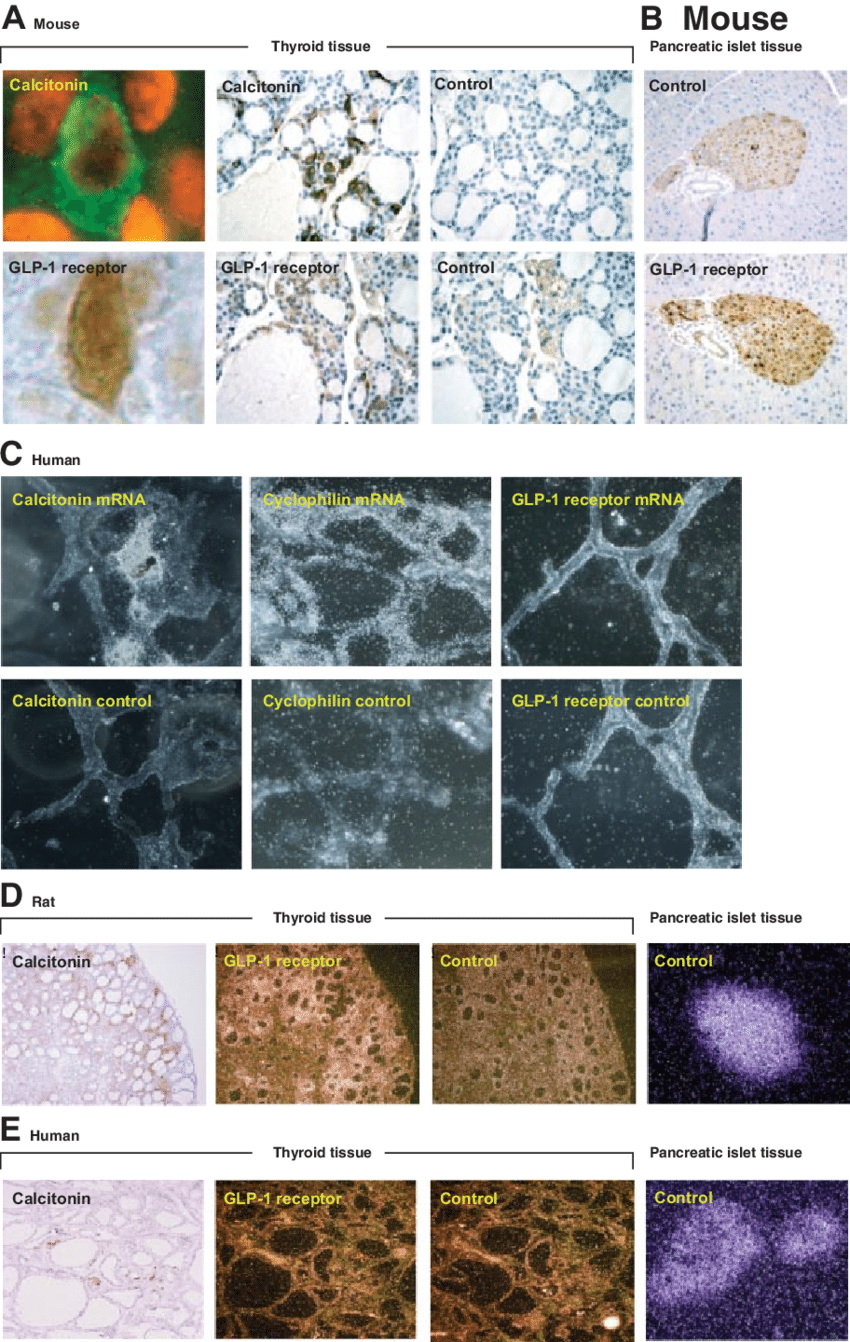 A Mouse
B Mouse
Thyroid tissue
Pancreatic islet tissue
Calcitonin
Calcitonin
Control
Control
GLP-1 receptor
GLP-1 receptor
Control
GLP-1 receptor
C Human
Calcitonin mRNA
Cyclophilin mRNA
GLP-1 receptor mRNA
Calcitonin control
Cyclophilin control
GLP-1 receptor control
D Rat
Thyroid tissue
Pancreatic islet tissue
! Calcitonin
GLP-1 receptor
Control
Control
E Human
Thyroid tissue
Pancreatic islet tissue
Calcitonin
GLP-1 receptor
Control
Control